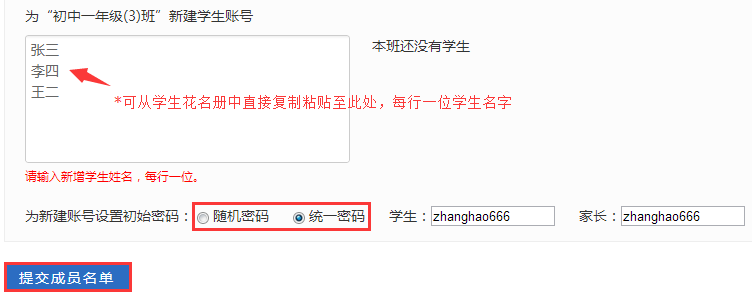 为“初中一年级(3)班”新建学生账号
张三
本班还没有学生
李四
王二
*可从学生花名册中直接复制粘贴至此处，每行一位学生名字
请输入新增学生姓名，每行一位。
为新建账号设置初始密码：随机密码 统一密码 学生：zhanghao666 家长：zhanghao666
提交成员名单